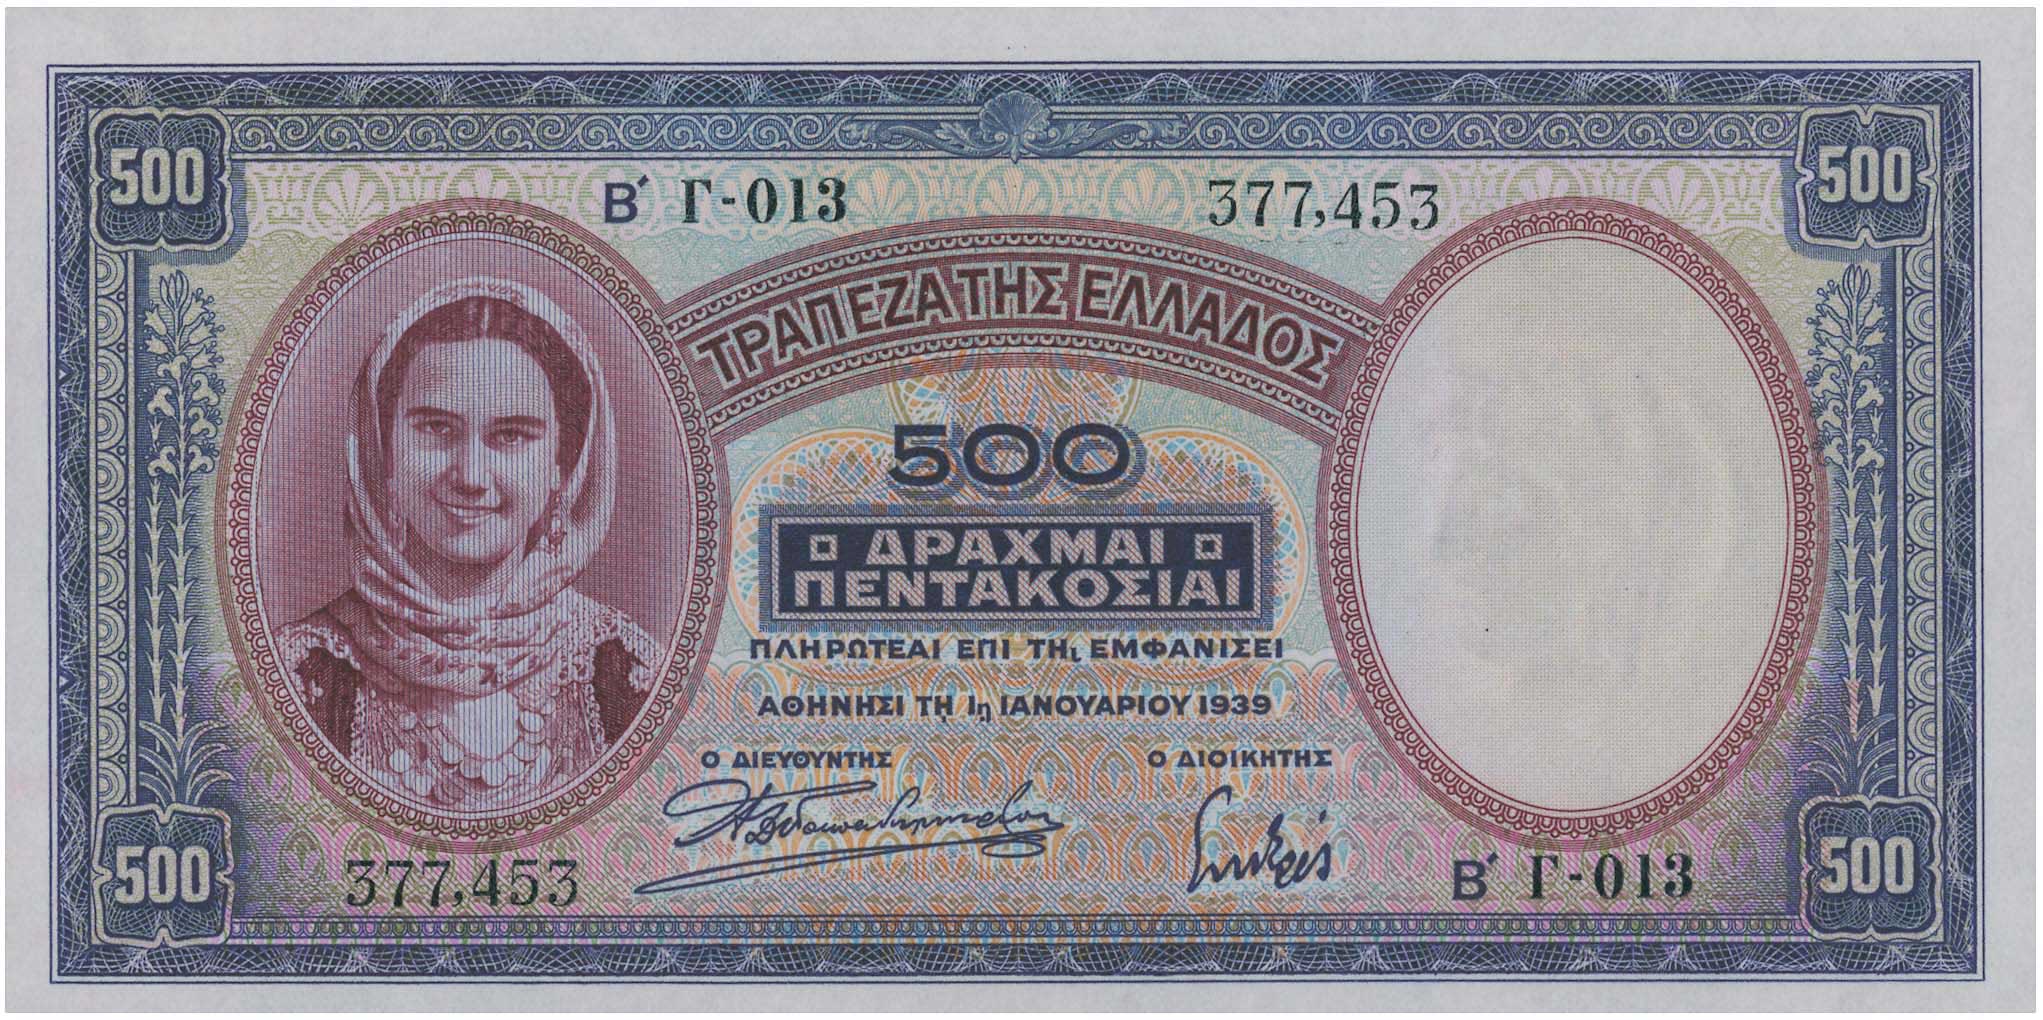 500 500
Β΄ Γ-013 377,453
ΤΡΑΠΕΖΑ ΤΗΣ ΕΛΛΑΔΟΣ
500
ΔΡΑΧΜΑΙ
ΠΕΝΤΑΚΟΣΙΑΙ
ΠΛΗΡΩΤΕΑΙ ΕΠΙ ΤΗι ΕΜΦΑΝΙΣΕΙ
ΑΘΗΝΗΣΙ ΤΗ 1η ΙΑΝΟΥΑΡΙΟΥ 1939
Ο ΔΙΕΥΘΥΝΤΗΣ Ο ΔΙΟΙΚΗΤΗΣ
500 377,453 Β΄ Γ-013 500